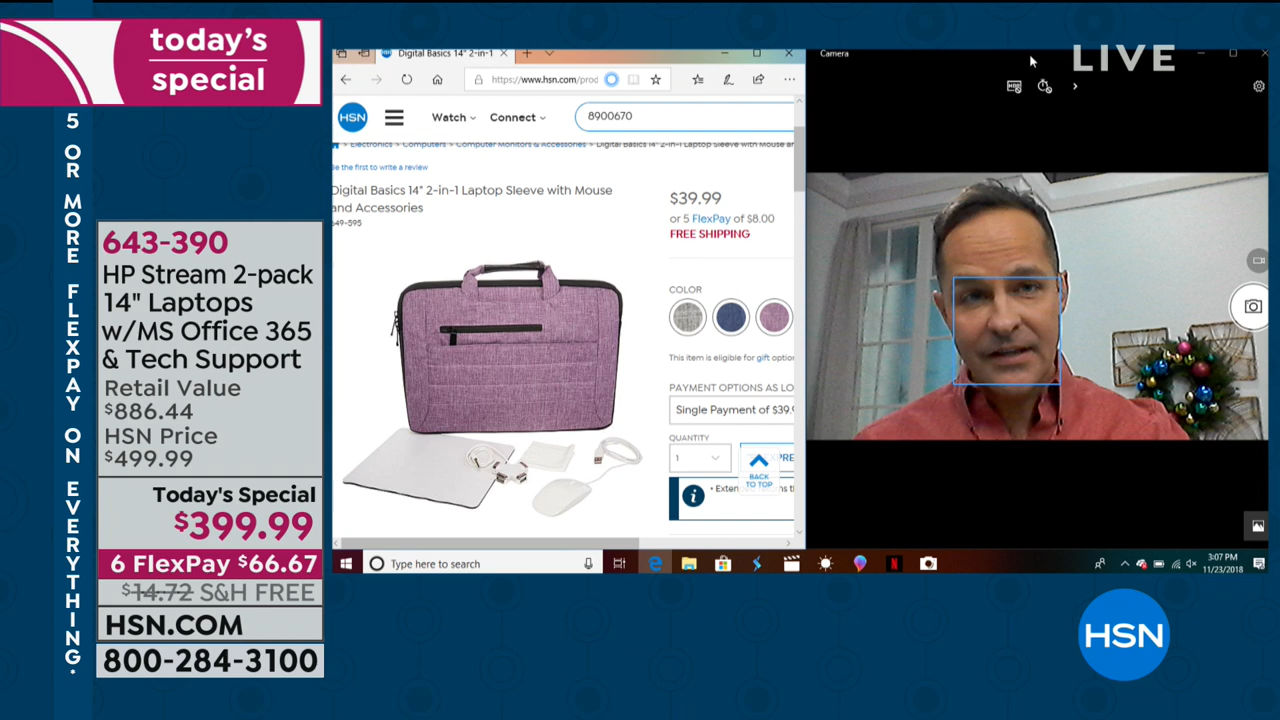 today's
special
5 OR MORE FLEXPAY ON EVERYTHING.
643-390
HP Stream 2-pack
14" Laptops
w/MS Office 365
& Tech Support
Retail Value
$886.44
HSN Price
$499.99
Today's Special
$399.99
6 FlexPay $66.67
$14.72 S&H FREE
HSN.COM
800-284-3100
Digital Basics 14" 2-in-1
https://www.hsn.com/prod
HSN
Watch
Connect
8900670
Electronics > Computers > Computer Monitors & Accessories > Digital Basics 14" 2-in-1 Laptop Sleeve with Mouse
the first to write a review
Digital Basics 14" 2-in-1 Laptop Sleeve with Mouse
and Accessories
649-595
$39.99
or 5 FlexPay of $8.00
FREE SHIPPING
COLOR
This item is eligible for gift
PAYMENT OPTIONS AS
Single Payment of $39.9
QUANTITY
1
BACK
TO TOP
Type here to search
Camera
LIVE
3:07 PM
11/23/2018
HSN